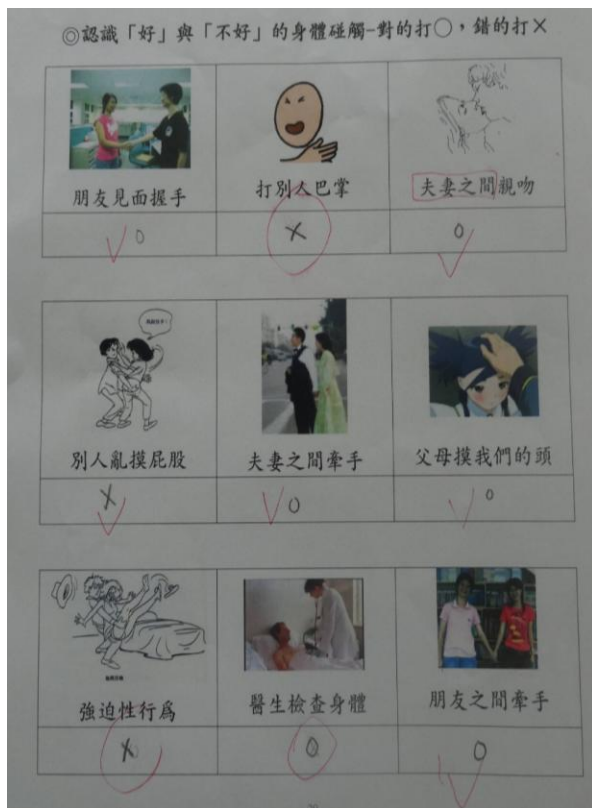 ◎認識「好」與「不好」的身體碰觸-對的打○,錯的打╳
朋友見面握手
打別人巴掌
夫妻之間親吻
O
X
O
別人亂摸屁股
夫妻之間牽手
父母摸我們的頭
X
O
O
強迫性行為
醫生檢查身體
朋友之間牽手
X
O
O